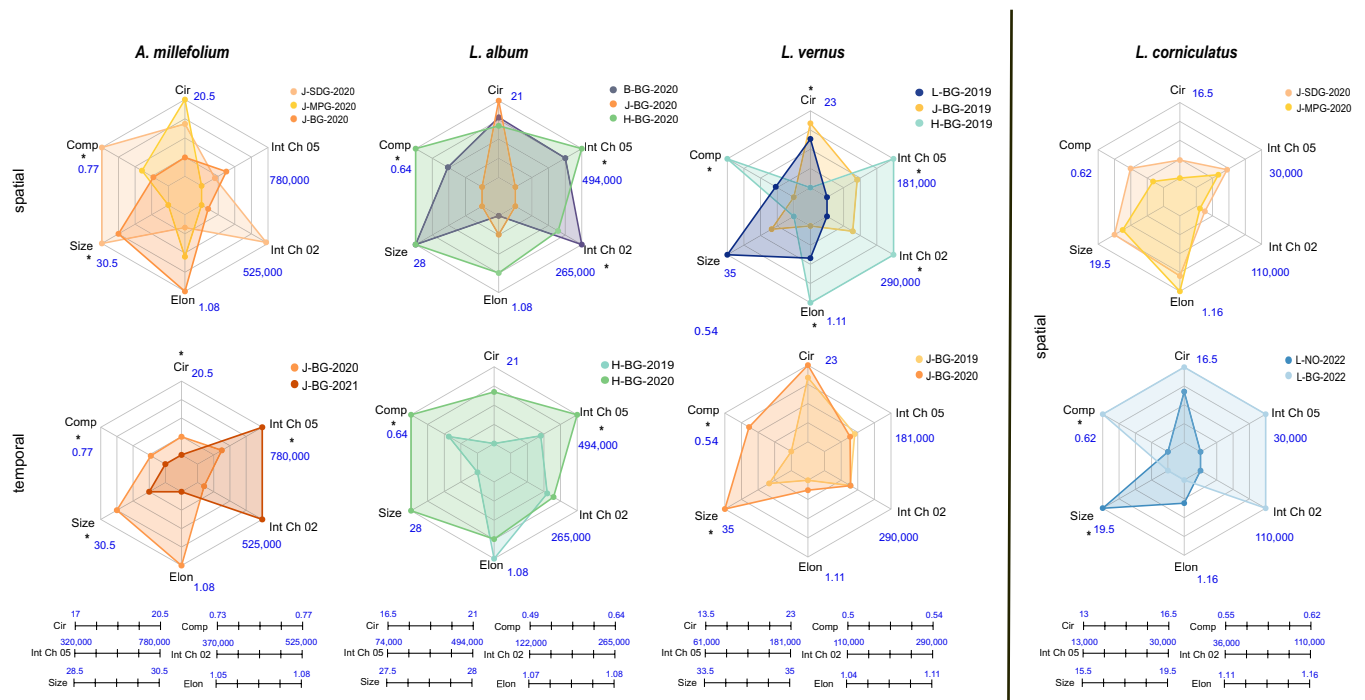 A. millefolium
L. album
L. vernus
L. corniculatus
spatial
Cir
20.5
J-SDG-2020
J-MPG-2020
J-BG-2020
Comp
*
0.77
Int Ch 05
780,000
Size
*
30.5
Int Ch 02
525,000
Elon
1.08
Cir
21
B-BG-2020
J-BG-2020
H-BG-2020
Comp
*
0.64
Int Ch 05
*
494,000
Size
28
Int Ch 02
*
265,000
Elon
1.08
*
Cir
23
L-BG-2019
J-BG-2019
H-BG-2019
Comp
*
Int Ch 05
*
181,000
Size
35
Int Ch 02
*
290,000
Elon
*
1.11
0.54
spatial
Cir
16.5
J-SDG-2020
J-MPG-2020
Comp
0.62
Int Ch 05
30,000
Size
19.5
Int Ch 02
110,000
Elon
1.16
temporal
*
Cir
20.5
J-BG-2020
J-BG-2021
Comp
*
0.77
Int Ch 05
*
780,000
Size
*
30.5
Int Ch 02
525,000
Elon
1.08
Cir
21
H-BG-2019
H-BG-2020
Comp
*
0.64
Int Ch 05
*
494,000
Size
28
Int Ch 02
265,000
Elon
1.08
Cir
23
J-BG-2019
J-BG-2020
Comp
*
0.54
Int Ch 05
181,000
Size
*
35
Int Ch 02
290,000
Elon
1.11
Cir
16.5
L-NO-2022
L-BG-2022
Comp
*
0.62
Int Ch 05
30,000
Size
*
19.5
Int Ch 02
110,000
Elon
1.16
17 20.5
Cir
0.73 0.77
Comp
320,000 780,000
Int Ch 05
370,000 525,000
Int Ch 02
28.5 30.5
Size
1.05 1.08
Elon
16.5 21
Cir
0.49 0.64
Comp
74,000 494,000
Int Ch 05
122,000 265,000
Int Ch 02
27.5 28
Size
1.07 1.08
Elon
13.5 23
Cir
0.5 0.54
Comp
61,000 181,000
Int Ch 05
110,000 290,000
Int Ch 02
33.5 35
Size
1.04 1.11
Elon
13 16.5
Cir
0.55 0.62
Comp
13,000 30,000
Int Ch 05
36,000 110,000
Int Ch 02
15.5 19.5
Size
1.11 1.16
Elon